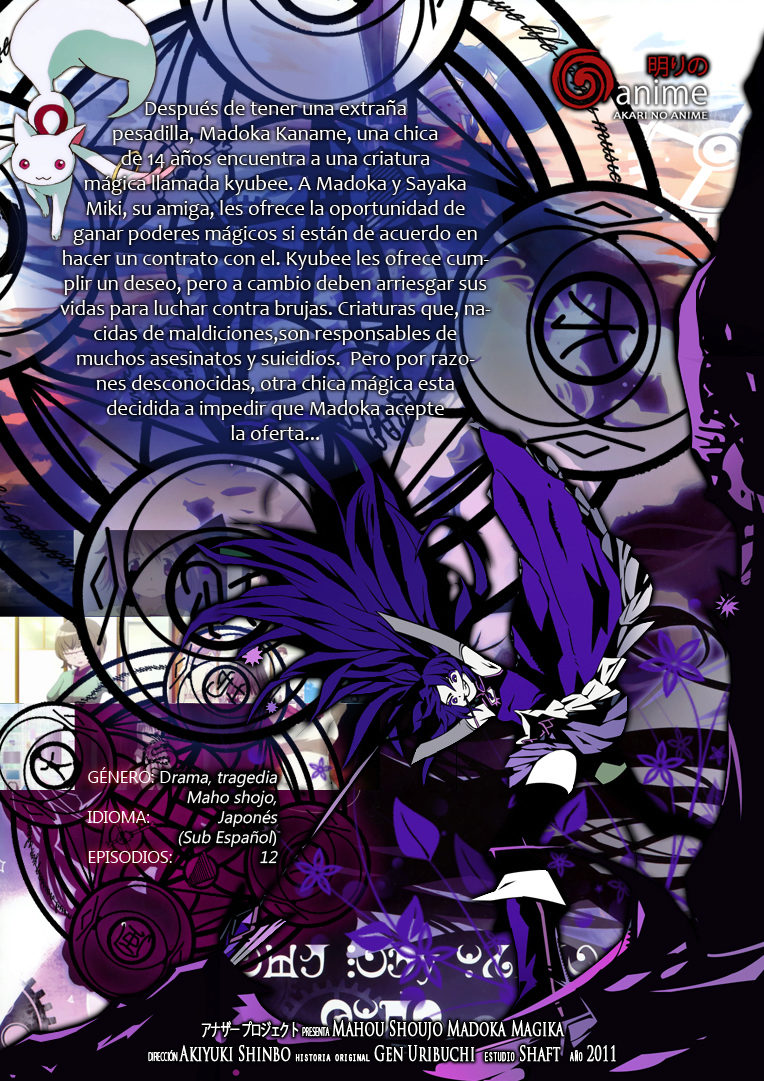 明りの
anime
AKARI NO ANIME
Después de tener una extraña
pesadilla, Madoka Kaname, una chica
de 14 años encuentra a una criatura
mágica llamada kyubee. A Madoka y Sayaka
Miki, su amiga, les ofrece la oportunidad de
ganar poderes mágicos si están de acuerdo en
hacer un contrato con el. Kyubee les ofrece cum-
plir un deseo, pero a cambio deben arriesgar sus
vidas para luchar contra brujas. Criaturas que, na-
cidas de maldiciones,son responsables de
muchos asesinatos y suicidios. Pero por razo-
nes desconocidas, otra chica mágica esta
decidida a impedir que Madoka acepte
la oferta...
水
GÉNERO: Drama, tragedia
Maho shojo,
IDIOMA: Japonés
(Sub Español)
EPISODIOS: 12
アナザープロジェクト PRESENTA MAHOU SHOUJO MADOKA MAGIKA
DIRECCIÓN AKIYUKI SHINBO HISTORIA ORIGINAL GEN URIBUCHI ESTUDIO SHAFT AÑO 2011